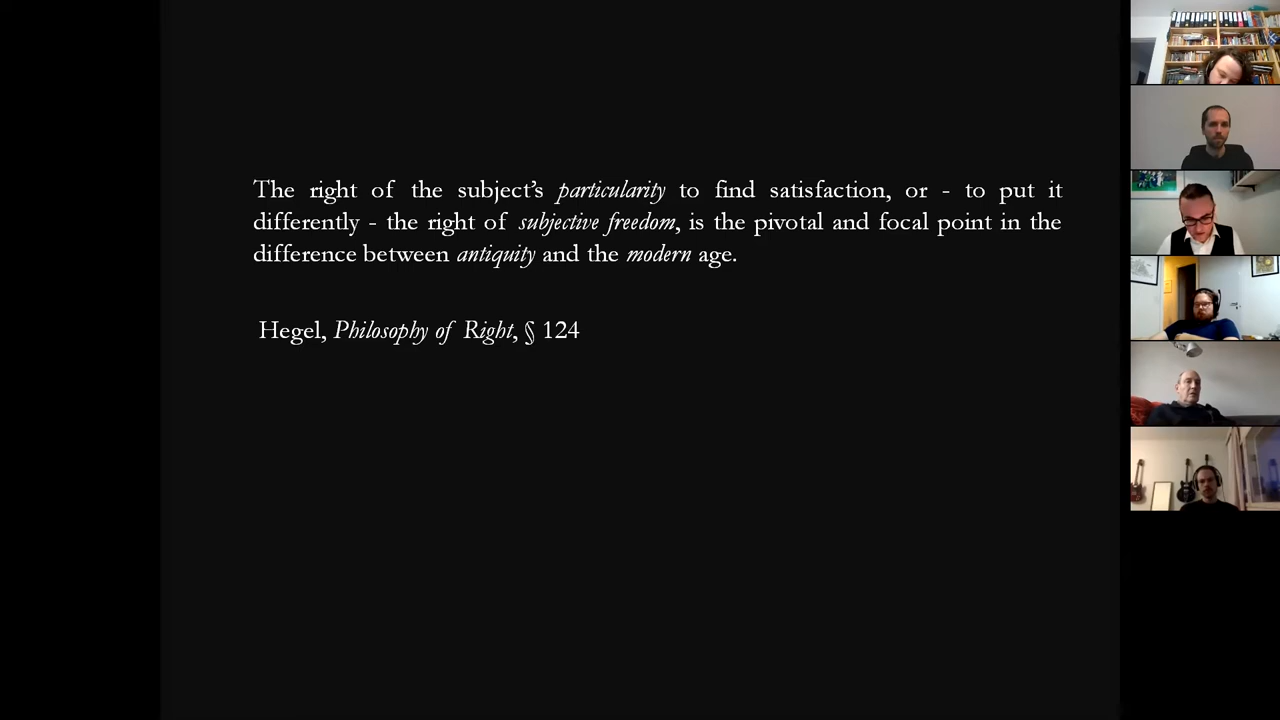 The right of the subject’s particularity to find satisfaction, or - to put it
differently - the right of subjective freedom, is the pivotal and focal point in the
difference between antiquity and the modern age.
Hegel, Philosophy of Right, § 124